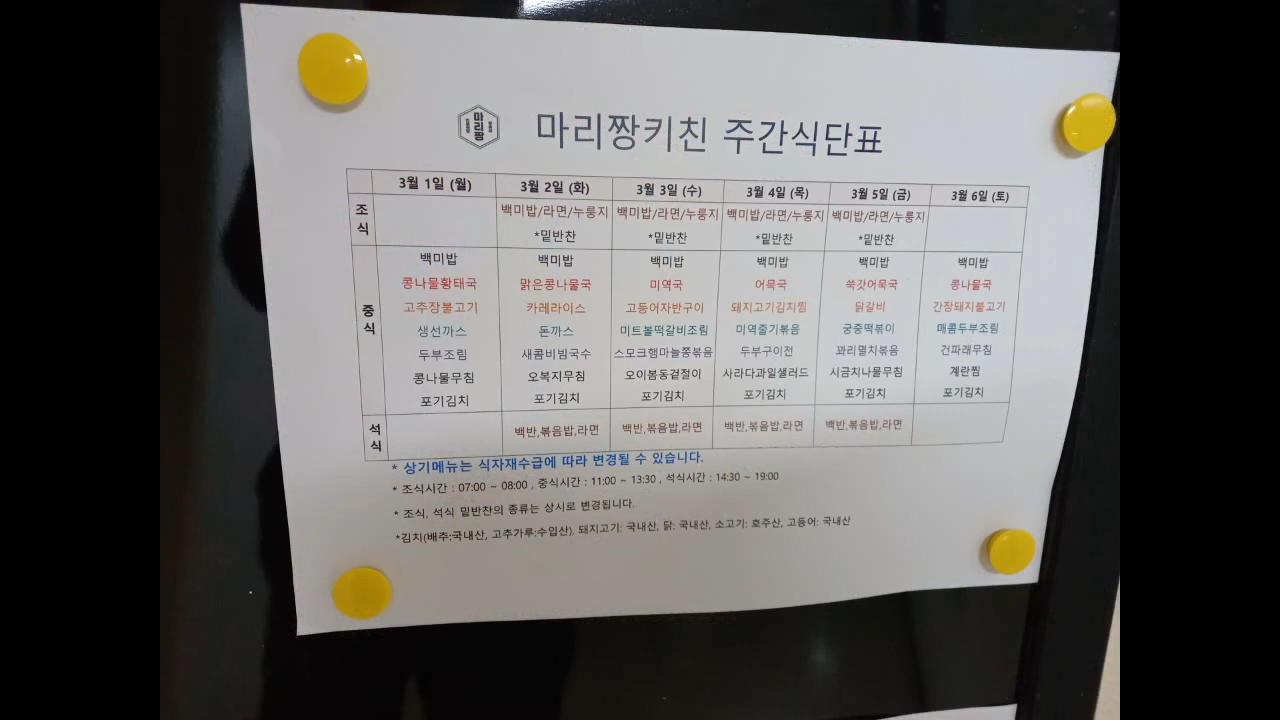 마리짱
마리짱키친 주간식단표
3월 1일 (월) 3월 2일 (화) 3월 3일 (수) 3월 4일 (목) 3월 5일 (금) 3월 6일 (토)
조식 백미밥/라면/누룽지 백미밥/라면/누룽지 백미밥/라면/누룽지 백미밥/라면/누룽지
*밑반찬 *밑반찬 *밑반찬 *밑반찬
중식 백미밥 백미밥 백미밥 백미밥 백미밥 백미밥
콩나물황태국 맑은콩나물국 미역국 어묵국 쑥갓어묵국 콩나물국
고추장불고기 카레라이스 고등어자반구이 돼지고기김치찜 닭갈비 간장돼지불고기
생선까스 돈까스 미트볼떡갈비조림 미역줄기볶음 궁중떡볶이 매콤두부조림
두부조림 새콤비빔국수 스모크햄마늘쫑볶음 두부구이전 꽈리멸치볶음 건파래무침
콩나물무침 오복지무침 오이봄동겉절이 사라다과일샐러드 시금치나물무침 계란찜
포기김치 포기김치 포기김치 포기김치 포기김치 포기김치
석식 백반,볶음밥,라면 백반,볶음밥,라면 백반,볶음밥,라면 백반,볶음밥,라면
* 상기메뉴는 식자재수급에 따라 변경될 수 있습니다.
* 조식시간 : 07:00 ~ 08:00 , 중식시간 : 11:00 ~ 13:30 , 석식시간 : 14:30 ~ 19:00
* 조식, 석식 밑반찬의 종류는 상시로 변경됩니다.
*김치(배추:국내산, 고추가루:수입산), 돼지고기: 국내산, 닭: 국내산, 소고기: 호주산, 고등어: 국내산